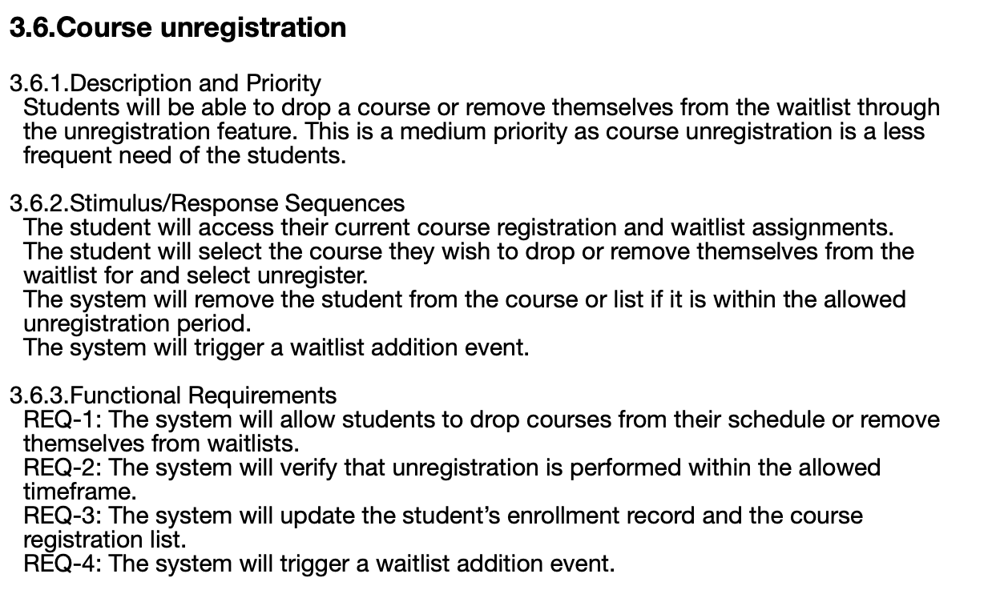 3.6.Course unregistration
3.6.1.Description and Priority
Students will be able to drop a course or remove themselves from the waitlist through
the unregistration feature. This is a medium priority as course unregistration is a less
frequent need of the students.
3.6.2.Stimulus/Response Sequences
The student will access their current course registration and waitlist assignments.
The student will select the course they wish to drop or remove themselves from the
waitlist for and select unregister.
The system will remove the student from the course or list if it is within the allowed
unregistration period.
The system will trigger a waitlist addition event.
3.6.3.Functional Requirements
REQ-1: The system will allow students to drop courses from their schedule or remove
themselves from waitlists.
REQ-2: The system will verify that unregistration is performed within the allowed
timeframe.
REQ-3: The system will update the student’s enrollment record and the course
registration list.
REQ-4: The system will trigger a waitlist addition event.